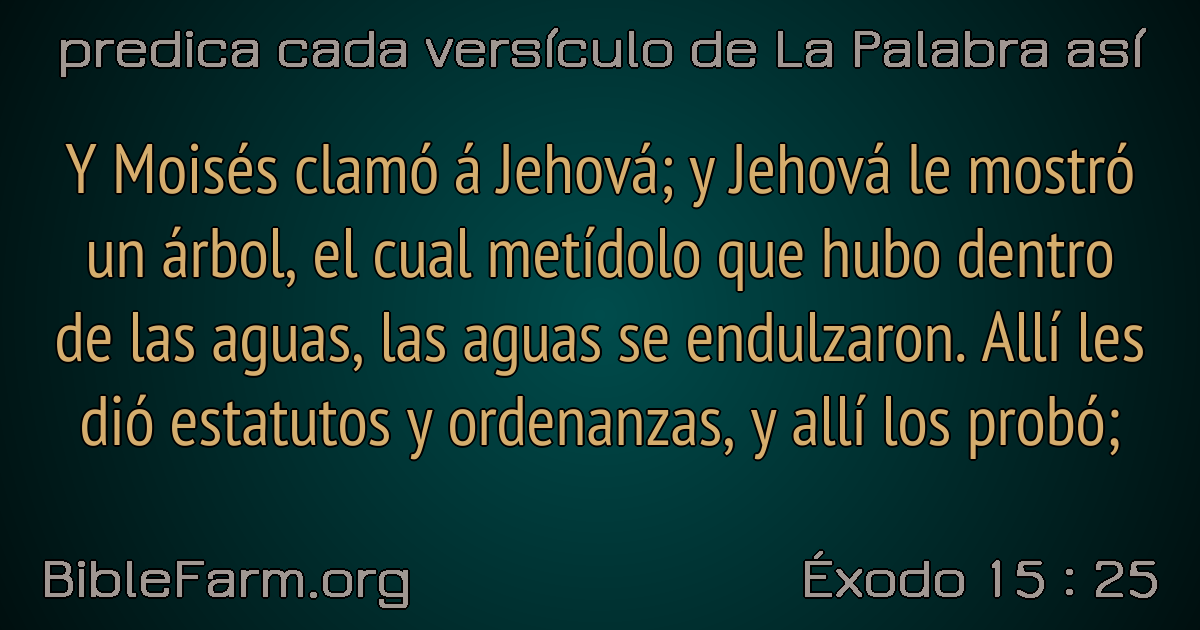 predica cada versículo de La Palabra así
Y Moisés clamó á Jehová; y Jehová le mostró
un árbol, el cual metídolo que hubo dentro
de las aguas, las aguas se endulzaron. Allí les
dió estatutos y ordenanzas, y allí los probó;
BibleFarm.org
Éxodo 15 : 25